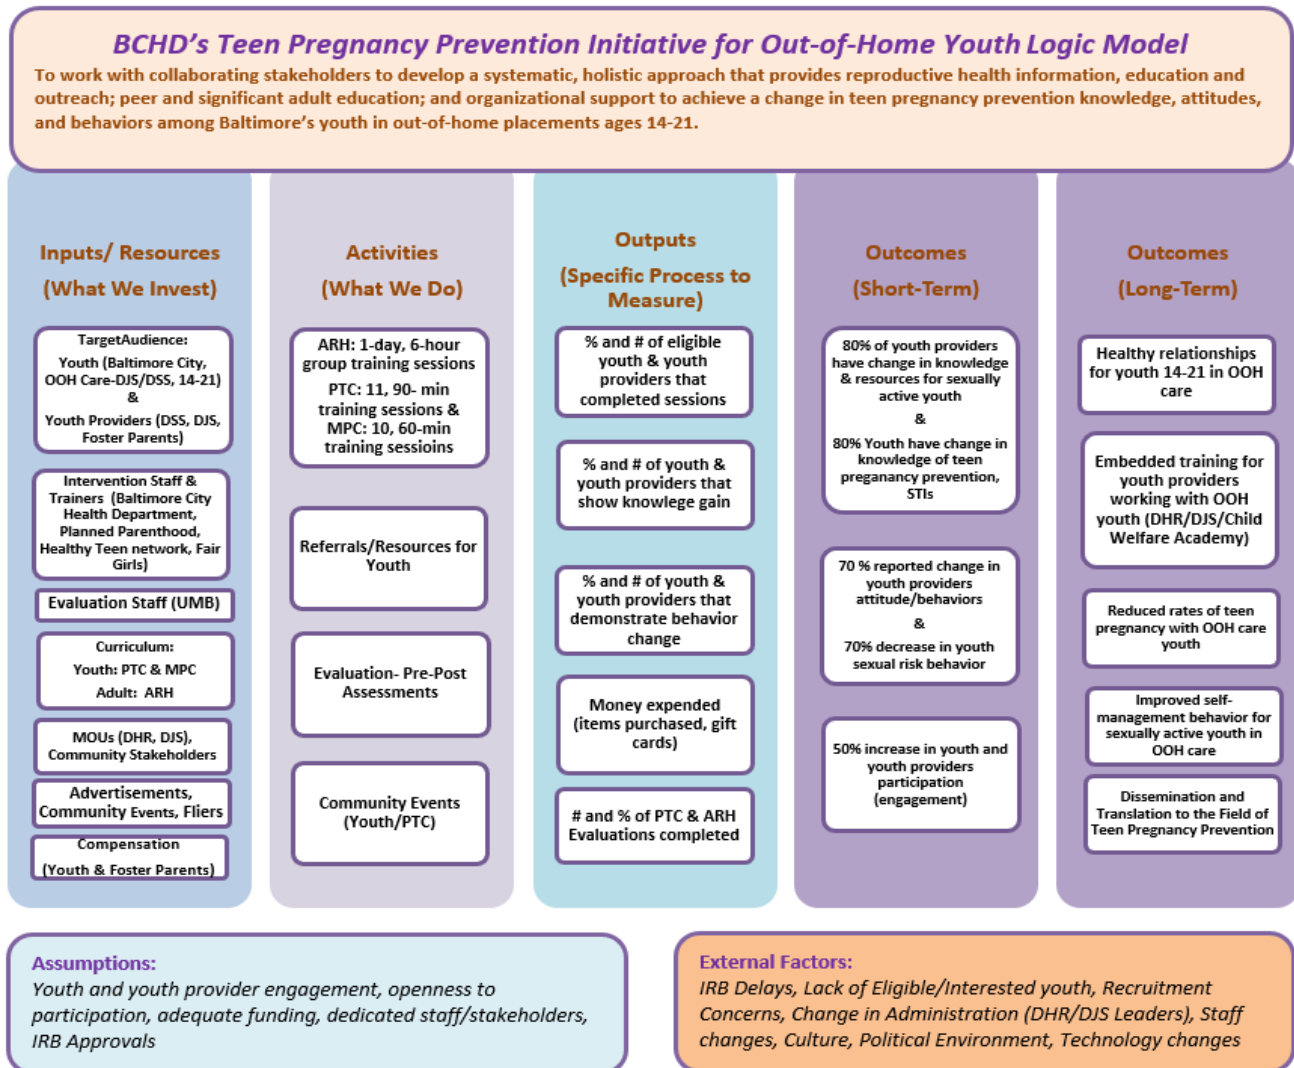 BCHD's Teen Pregnancy Prevention Initiative for Out-of-Home Youth Logic Model
To work with collaborating stakeholders to develop a systematic, holistic approach that provides reproductive health information, education and
outreach; peer and significant adult education; and organizational support to achieve a change in teen pregnancy prevention knowledge, attitudes,
and behaviors among Baltimore's youth in out-of-home placements ages 14-21.
Inputs/ Resources
(What We Invest)
TargetAudience:
Youth (Baltimore City,
OOH Care-DJS/DSS, 14-21)
&
Youth Providers (DSS, DJS,
Foster Parents)
Intervention Staff &
Trainers (Baltimore City
Health Department,
Planned Parenthood,
Healthy Teen network, Fair
Girls)
Evaluation Staff (UMB)
Curriculum:
Youth: PTC & MPC
Adult: ARH
MOUs (DHR, DJS),
Community Stakeholders
Advertisements,
Community Events, Fliers
Compensation
(Youth & Foster Parents)
Activities
(What We Do)
ARH: 1-day, 6-hour
group training sessions
PTC: 11, 90- min
training sessions &
MPC: 10, 60-min
training sessioins
Referrals/Resources for
Youth
Evaluation- Pre-Post
Assessments
Community Events
(Youth/PTC)
Outputs
(Specific Process to
Measure)
% and # of eligible
youth & youth
providers that
completed sessions
% and # of youth &
youth providers that
show knowlege gain
% and # of youth &
youth providers that
demonstrate behavior
change
Money expended
(items purchased, gift
cards)
# and % of PTC & ARH
Evaluations completed
Outcomes
(Short-Term)
80% of youth providers
have change in knowledge
& resources for sexually
active youth
&
80% Youth have change in
knowledge of teen
preganancy prevention,
STIs
70 % reported change in
youth providers
attitude/behaviors
&
70% decrease in youth
sexual risk behavior
50% increase in youth and
youth providers
participation
(engagement)
Outcomes
(Long-Term)
Healthy relationships
for youth 14-21 in OOH
care
Embedded training for
youth providers
working with OOH
youth (DHR/DJS/Child
Welfare Academy)
Reduced rates of teen
pregnancy with OOH care
youth
Improved self-
management behavior for
sexually active youth in
OOH care
Dissemination and
Translation to the Field of
Teen Pregnancy Prevention
Assumptions:
Youth and youth provider engagement, openness to
participation, adequate funding, dedicated staff/stakeholders,
IRB Approvals
External Factors:
IRB Delays, Lack of Eligible/Interested youth, Recruitment
Concerns, Change in Administration (DHR/DJS Leaders), Staff
changes, Culture, Political Environment, Technology changes